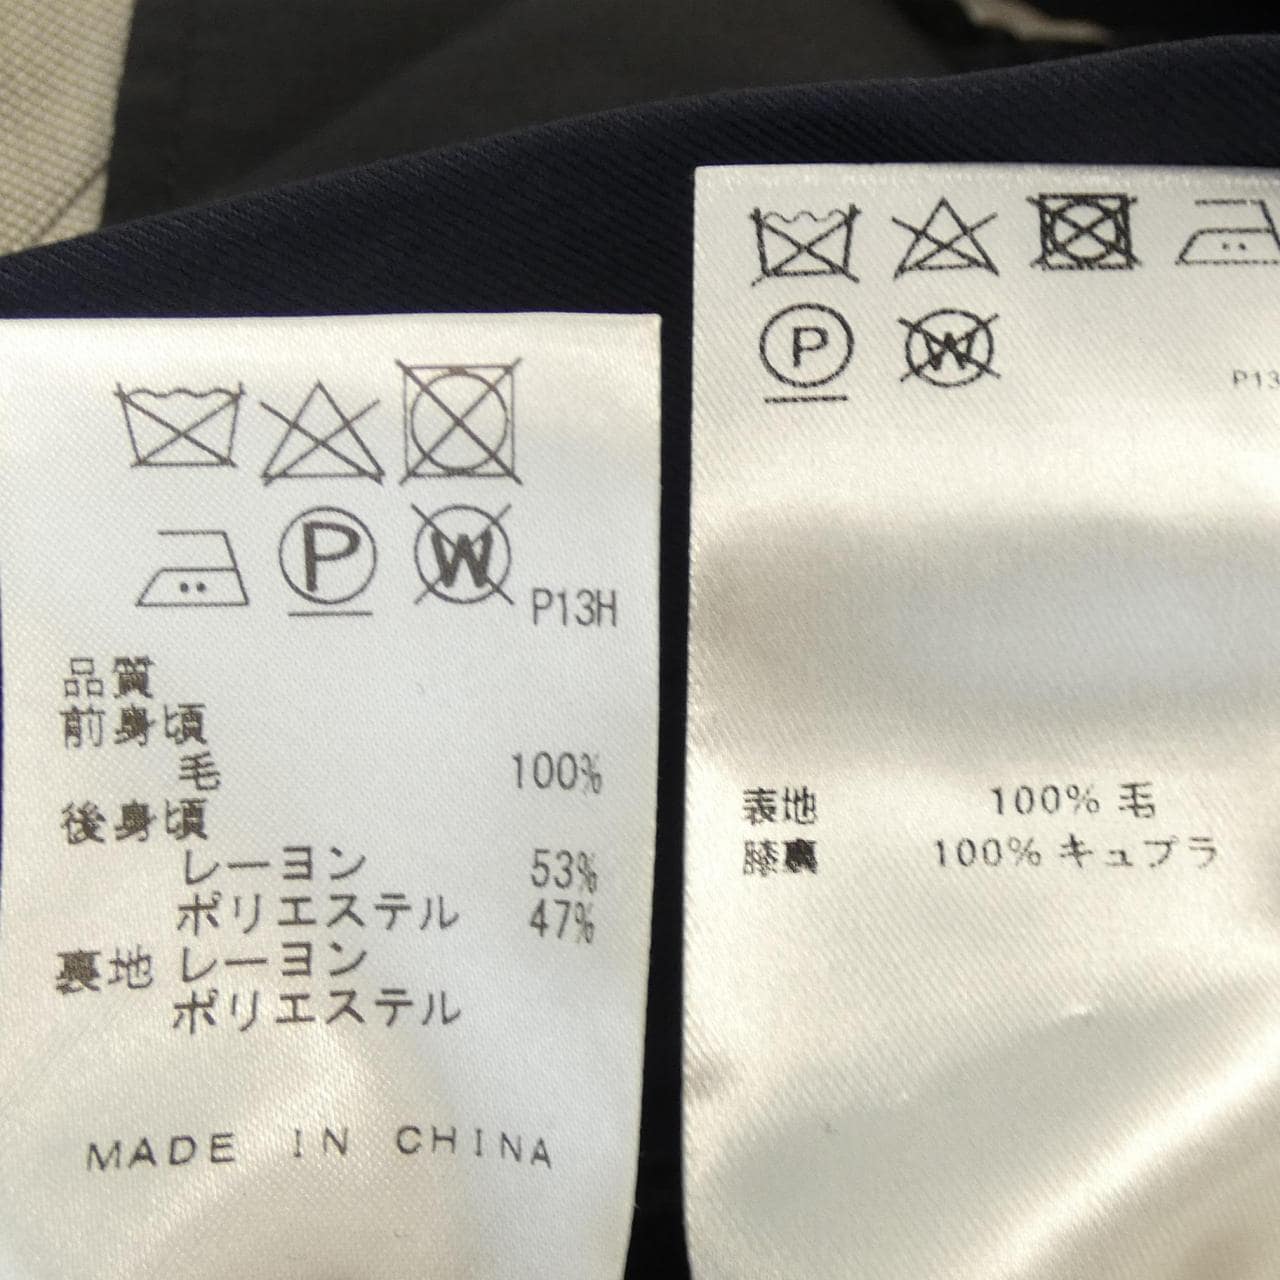 P
W
P13H
品質
前身頃
毛 100%
後身頃
レーヨン 53%
ポリエステル 47%
裏地 レーヨン
ポリエステル
MADE IN CHINA
P
W
P13
表地 100% 毛
膝裏 100% キュプラ